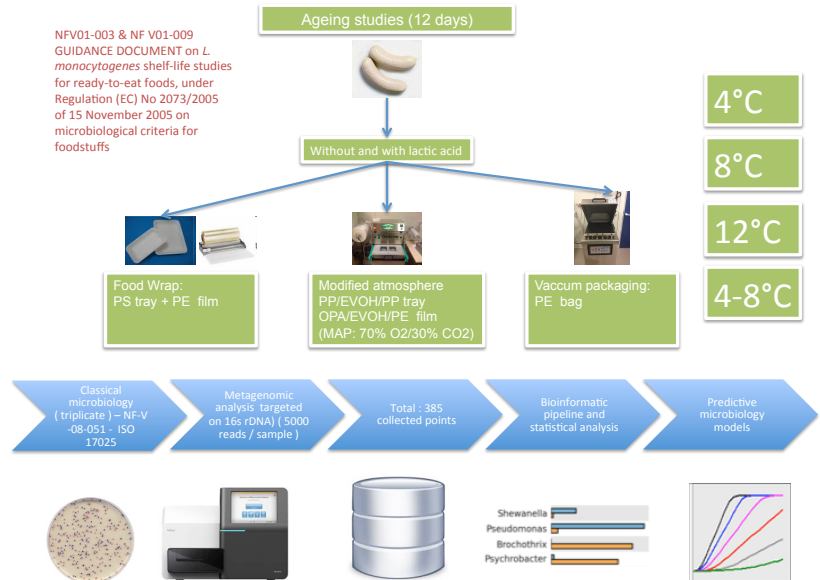 Ageing studies (12 days)
NFV01-003 & NF V01-009
GUIDANCE DOCUMENT on L.
monocytogenes shelf-life studies
for ready-to-eat foods, under
Regulation (EC) No 2073/2005
of 15 November 2005 on
microbiological criteria for
foodstuffs
Without and with lactic acid
4°C
8°C
12°C
4-8°C
Food Wrap:
PS tray + PE film
Modified atmosphere
PP/EVOH/PP tray
OPA/EVOH/PE film
(MAP: 70% O2/30% CO2)
Vaccum packaging:
PE bag
Classical
microbiology
( triplicate ) – NF-V
-08-051 - ISO
17025
Metagenomic
analysis targeted
on 16s rDNA) ( 5000
reads / sample )
Total : 385
collected points
Bioinformatic
pipeline and
statistical analysis
Predictive
microbiology
models
Shewanella
Pseudomonas
Brochothrix
Psychrobacter